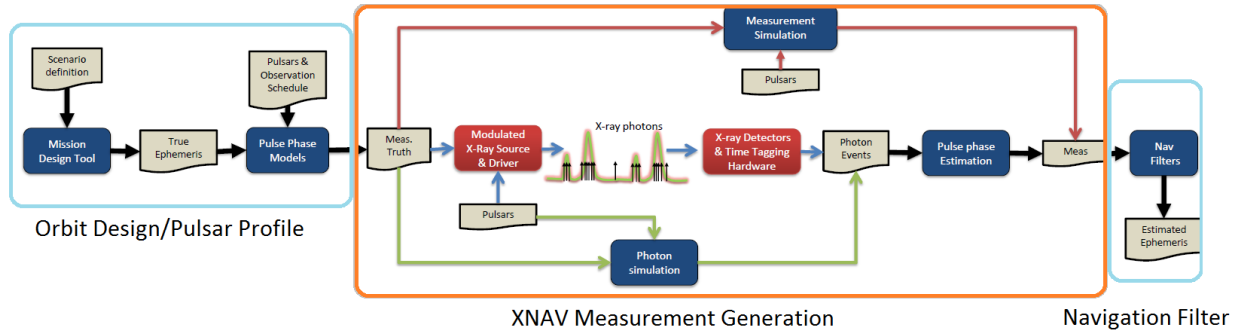 Scenario
definition
Pulsars &
Observation
Schedule
Mission
Design Tool
True
Ephemeris
Pulse Phase
Models
Orbit Design/Pulsar Profile
Measurement
Simulation
Pulsars
Meas.
Truth
Modulated
X-Ray Source
& Driver
X-ray photons
X-ray Detectors
& Time Tagging
Hardware
Photon
Events
Pulse phase
Estimation
Meas
Pulsars
Photon
simulation
XNAV Measurement Generation
Nav
Filters
Estimated
Ephemeris
Navigation Filter